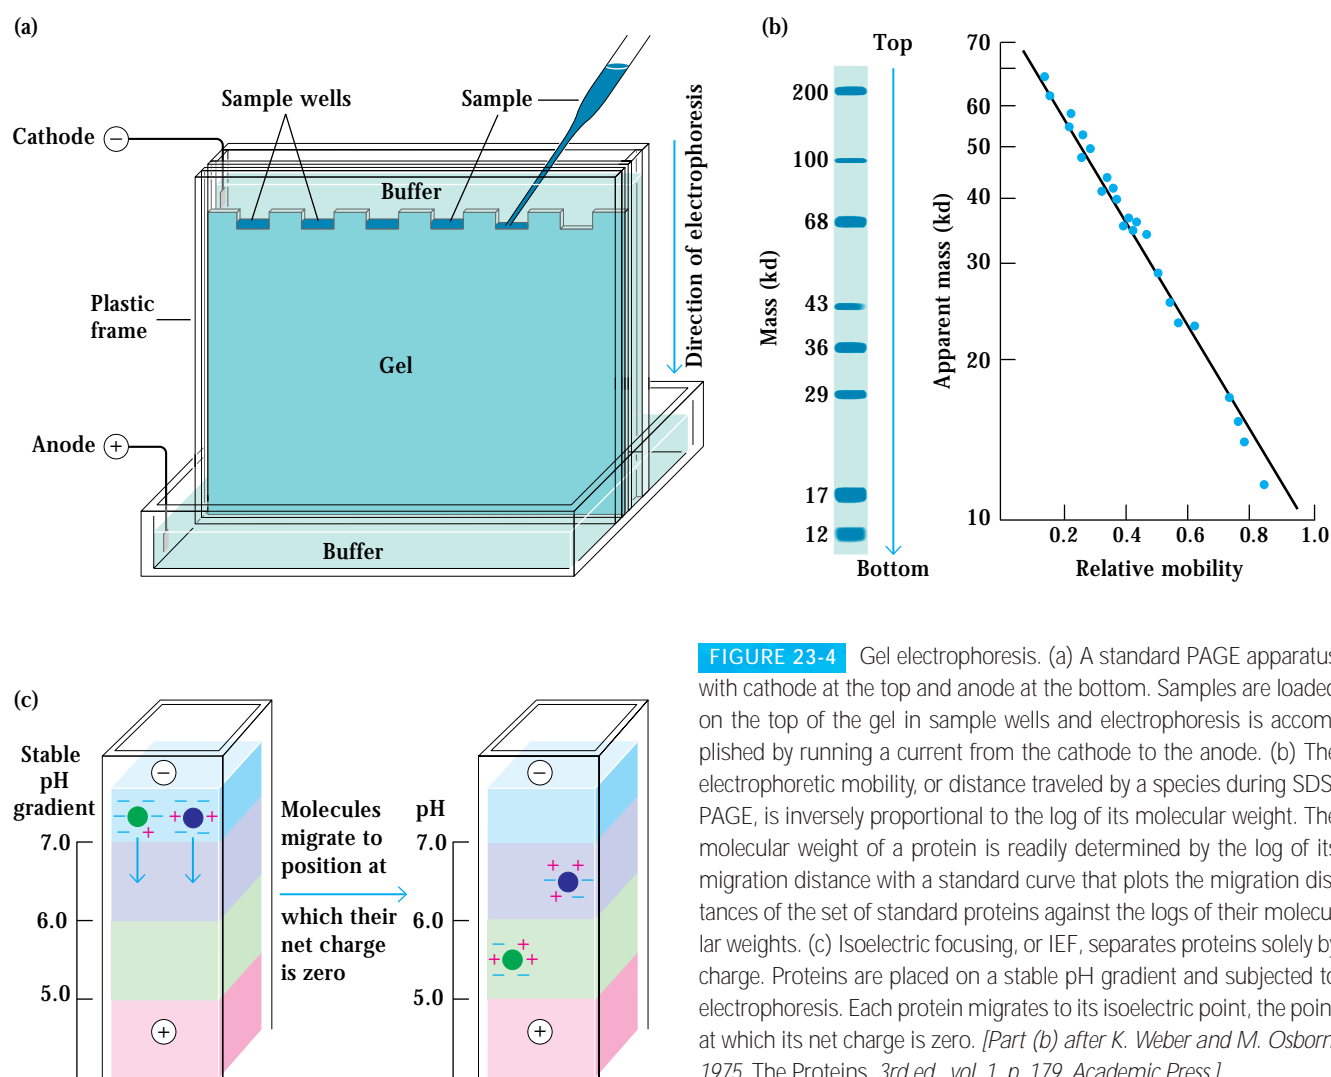 (a)
Sample wells
Sample
Cathode −
Buffer
Direction of electrophoresis
Plastic
frame
Gel
Anode +
Buffer
(b)
Top
Mass (kd)
200
100
68
43
36
29
17
12
Bottom
Apparent mass (kd)
70
60
50
40
30
20
10
0.2 0.4 0.6 0.8 1.0
Relative mobility
(c)
Stable
pH
gradient
7.0
6.0
5.0
−
− − − − + − − + − + − −
+
Molecules
migrate to
position at
which their
net charge
is zero
pH
7.0
6.0
5.0
−
+ + − − + −
− + + + − −
+
FIGURE 23-4 Gel electrophoresis. (a) A standard PAGE apparatus
with cathode at the top and anode at the bottom. Samples are loaded
on the top of the gel in sample wells and electrophoresis is accom
plished by running a current from the cathode to the anode. (b) The
electrophoretic mobility, or distance traveled by a species during SDS
PAGE, is inversely proportional to the log of its molecular weight. The
molecular weight of a protein is readily determined by the log of its
migration distance with a standard curve that plots the migration dis
tances of the set of standard proteins against the logs of their molecu
lar weights. (c) Isoelectric focusing, or IEF, separates proteins solely by
charge. Proteins are placed on a stable pH gradient and subjected to
electrophoresis. Each protein migrates to its isoelectric point, the poin
at which its net charge is zero. [Part (b) after K. Weber and M. Osborn
1975, The Proteins, 3rd ed., vol. 1, p. 179. Academic Press.]